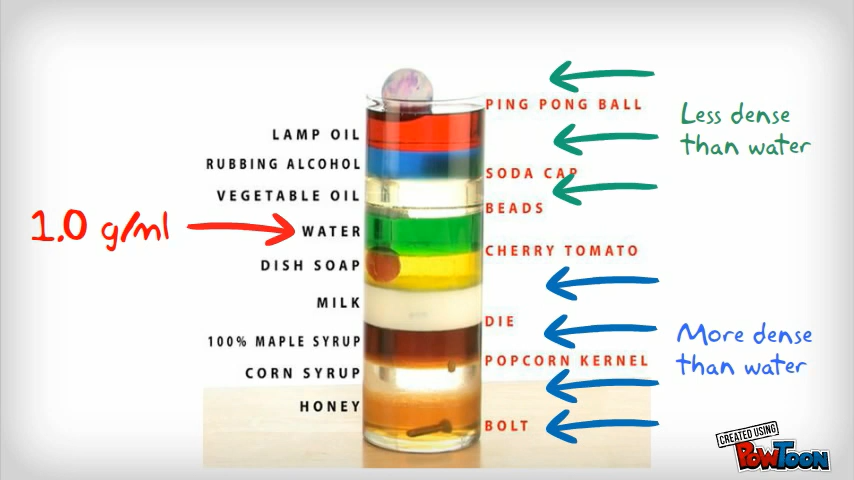 PING PONG BALL
LAMP OIL
RUBBING ALCOHOL
SODA CAP
VEGETABLE OIL
BEADS
1.0 g/ml
WATER
CHERRY TOMATO
DISH SOAP
MILK
DIE
100% MAPLE SYRUP
POPCORN KERNEL
CORN SYRUP
HONEY
BOLT
Less dense
than water
More dense
than water
CREATED USING
POWTOON